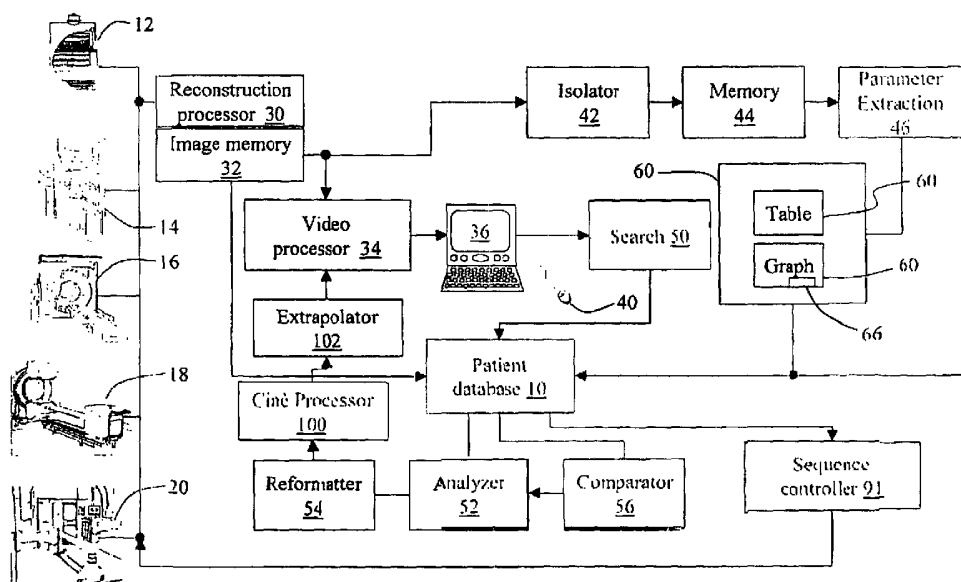 12
14
16
18
20
Reconstruction
processor 30
Image memory
32
Isolator
42
Memory
44
Parameter
Extraction
46
Video
processor 34
36
40
Search 50
60
60
Table
Graph
60
66
Extrapolator
102
Patient
database 10
Ciné Processor
100
Reformatter
54
Analyzer
52
Comparator
56
Sequence
controller 91